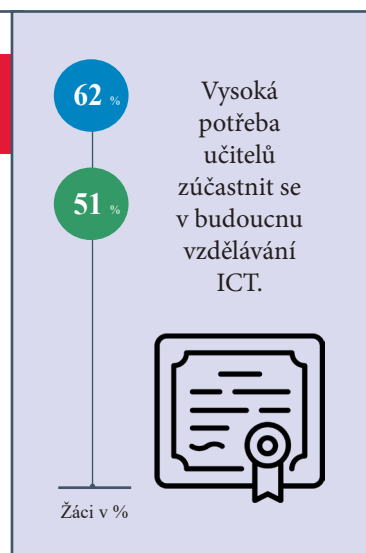 62 %
51 %
Vysoká
potřeba
učitelů
zúčastnit se
v budoucnu
vzdělávání
ICT.
Žáci v %